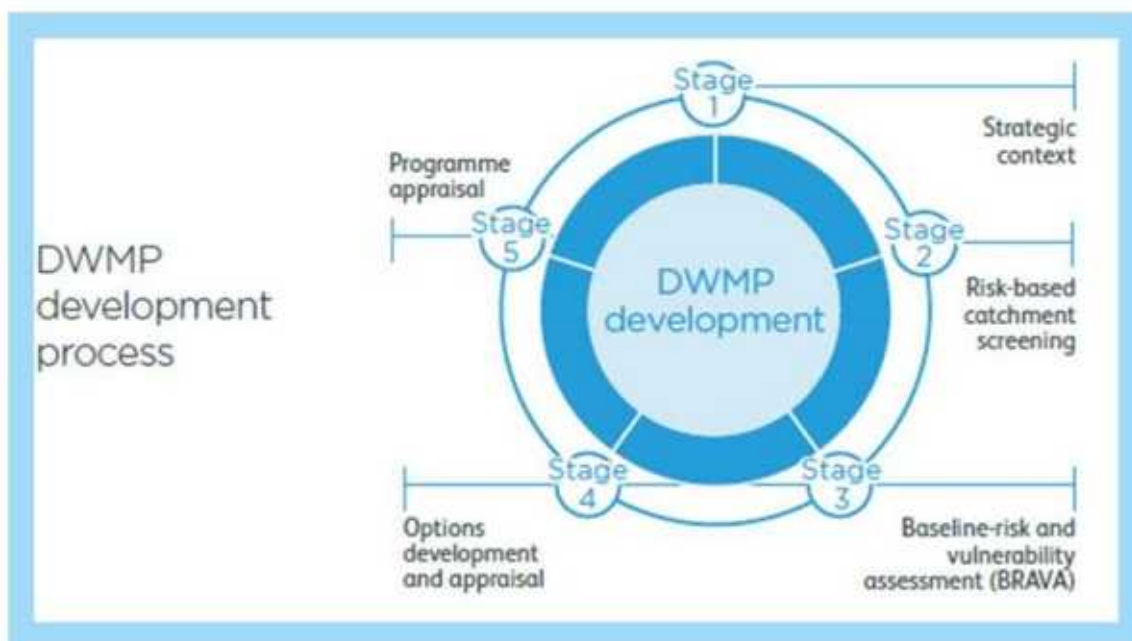 DWMP
development
process
DWMP
development
Stage
1
Strategic
context
Stage
2
Risk-based
catchment
screening
Stage
3
Baseline-risk and
vulnerability
assessment (BRAVA)
Stage
4
Options
development
and appraisal
Stage
5
Programme
appraisal